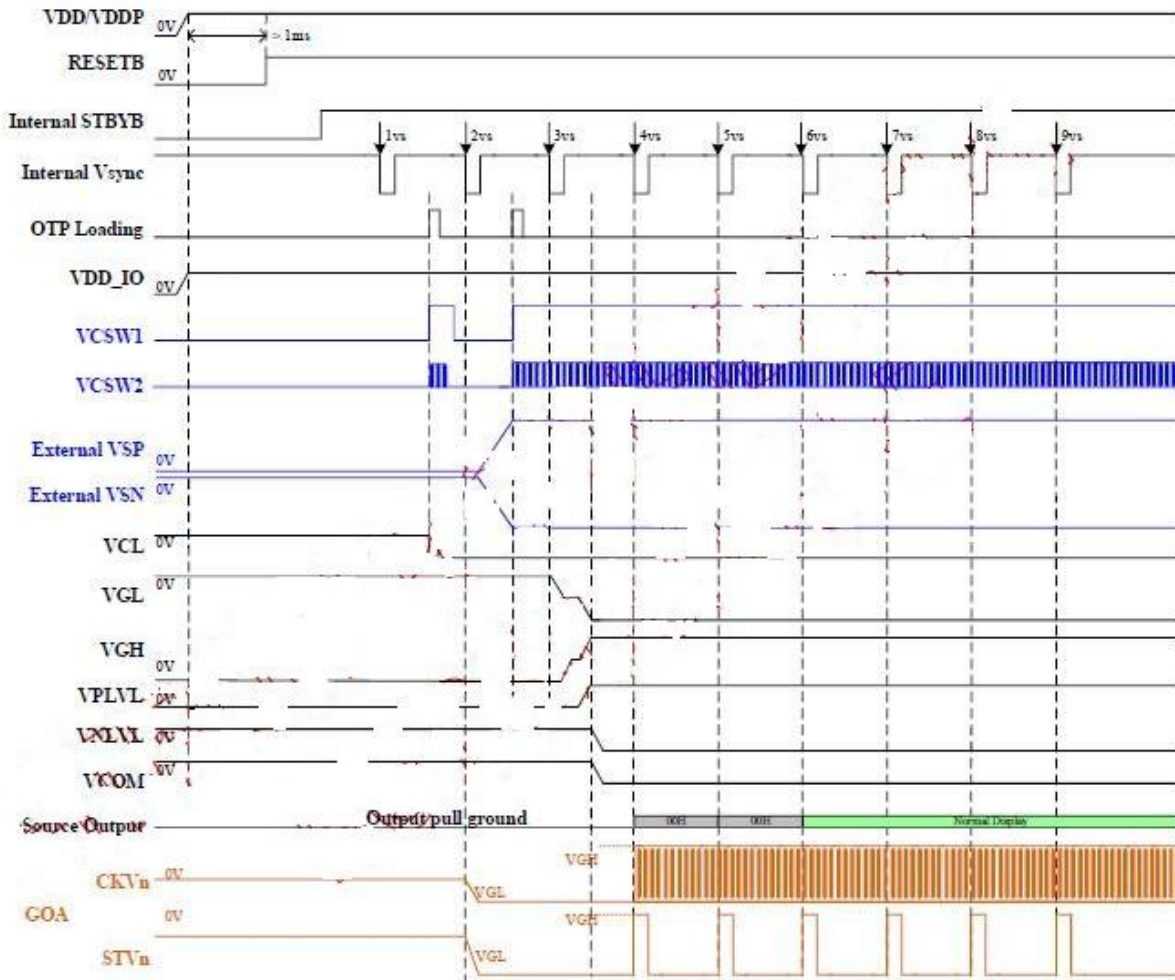 VDD/VDDP
0V
> 1ms
RESETB
0V
Internal STBYB
1vs 2vs 3vs 4vs 5vs 6vs 7vs 8vs 9vs
Internal Vsync
OTP Loading
VDD_IO
0V
VCSW1
VCSW2
External VSP
0V
External VSN
0V
VCL
0V
VGL
0V
VGH
0V
VPLVL
0V
VNLVL
0V
VCOM
0V
Source Output
Output pull ground
00H 00H Normal Display
CKVn
0V
VGL
VGH
GOA
0V
VGH
STVn
VGL